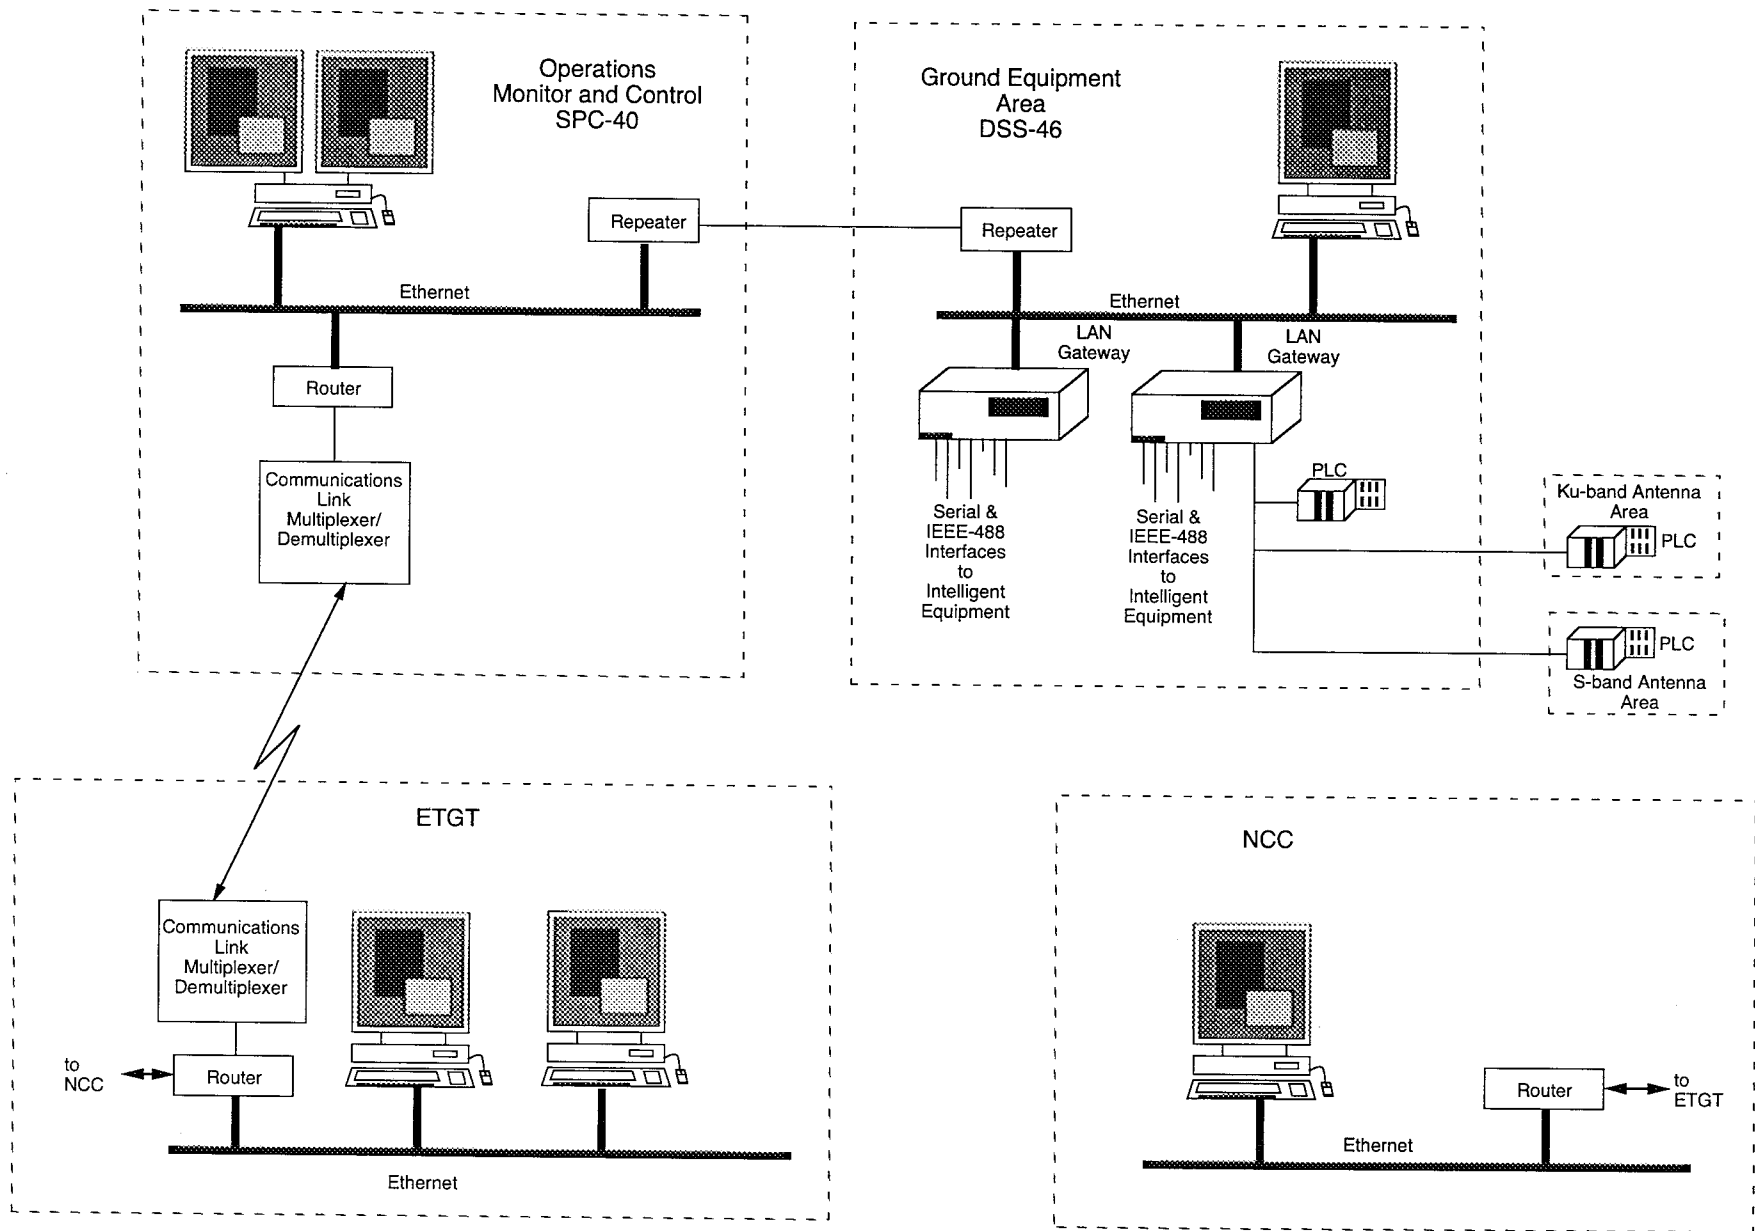 Operations
Monitor and Control
SPC-40
Repeater
Ethernet
Router
Communications
Link
Multiplexer/
Demultiplexer
Ground Equipment
Area
DSS-46
Repeater
Ethernet
LAN
Gateway
LAN
Gateway
Serial &
IEEE-488
Interfaces
to
Intelligent
Equipment
Serial &
IEEE-488
Interfaces
to
Intelligent
Equipment
PLC
Ku-band Antenna
Area
PLC
PLC
S-band Antenna
Area
ETGT
Communications
Link
Multiplexer/
Demultiplexer
to
NCC
Router
Ethernet
NCC
Router
to
ETGT
Ethernet